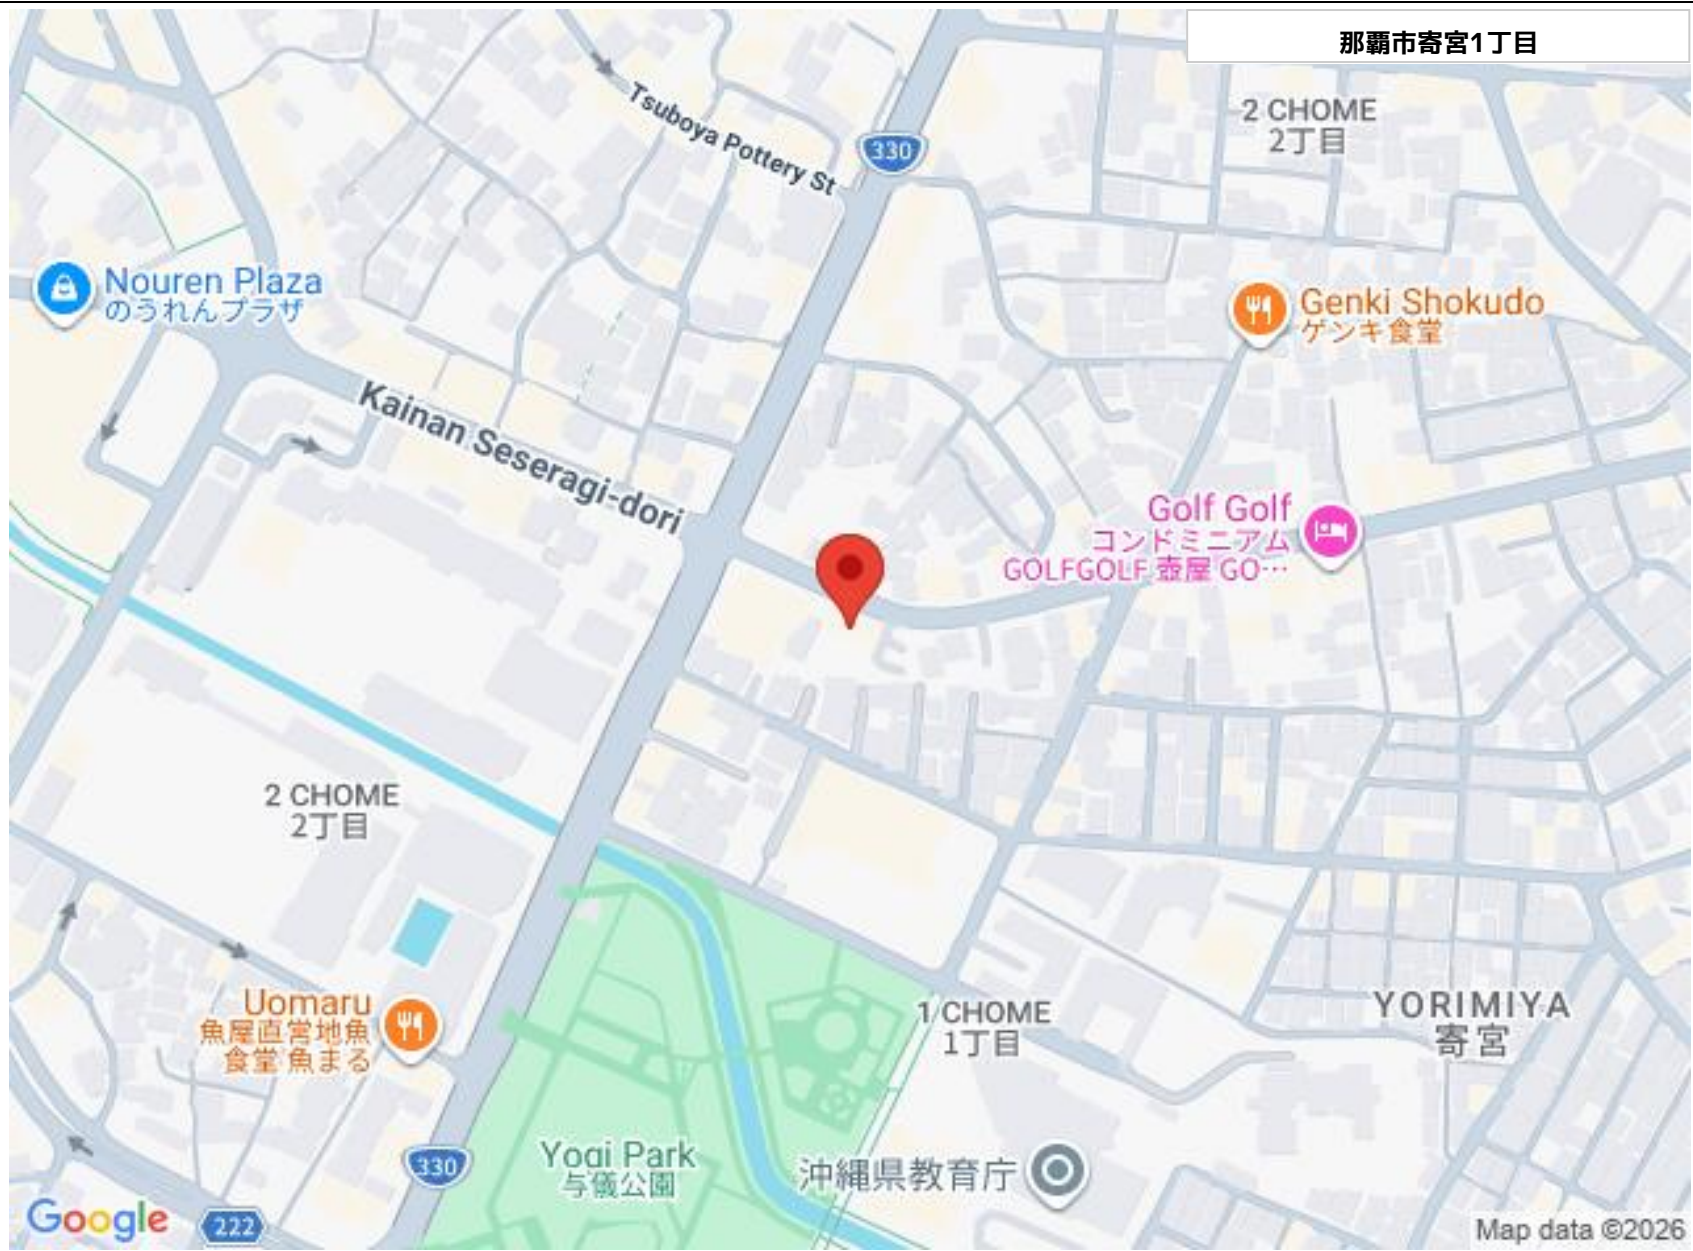 那覇市寄宮1丁目
2 CHOME
2丁目
Tsuboya Pottery St
330
Nouren Plaza
のうれんプラザ
Genki Shokudo
ゲンキ食堂
Kainan Seseragi-dori
Golf Golf
コンドミニアム
GOLFGOLF 壺屋 GO…
2 CHOME
2丁目
Uomaru
魚屋直営地魚
食堂 魚まる
1 CHOME
1丁目
YORIMIYA
寄宮
Yogi Park
与儀公園
沖縄県教育庁
330
222
Google
Map data ©2026